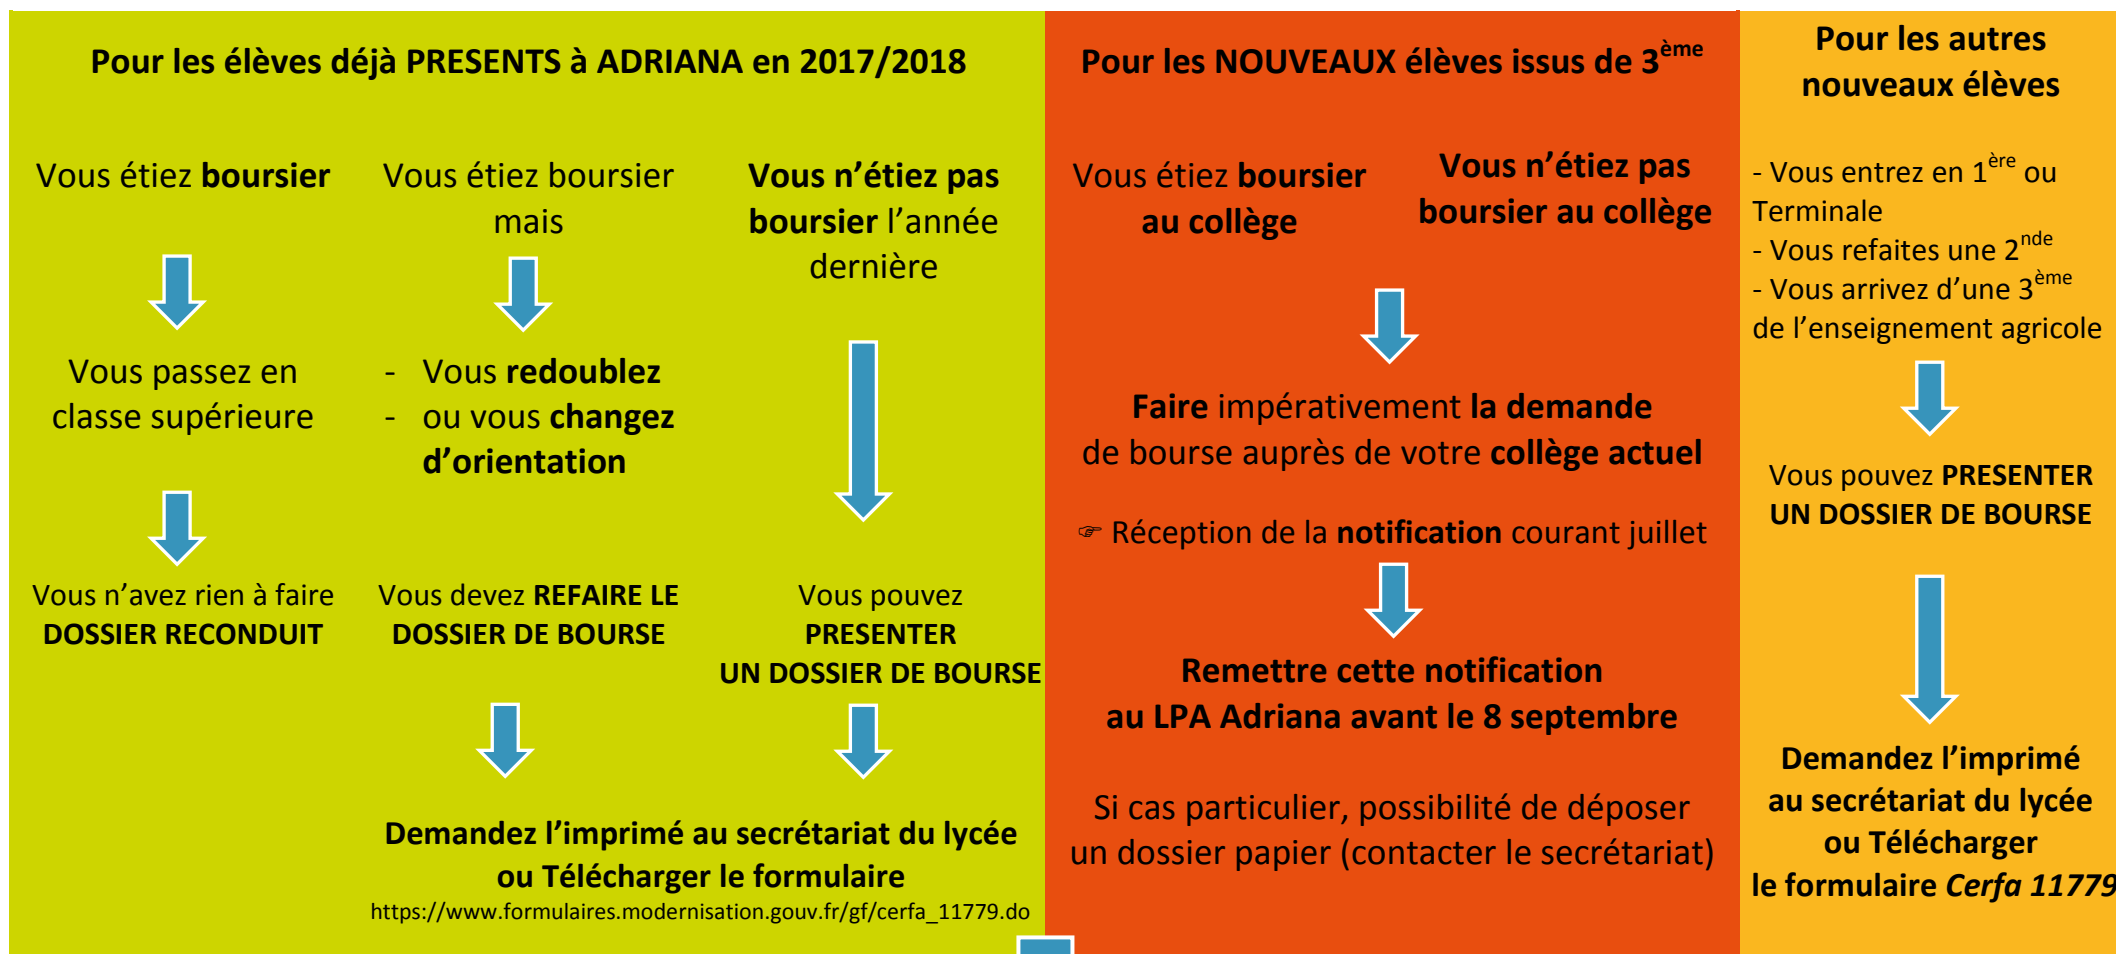 Pour les élèves déjà PRESENTS à ADRIANA en 2017/2018
Vous étiez boursier
Vous passez en
classe supérieure
Vous n’avez rien à faire
DOSSIER RECONDUIT
Vous étiez boursier
mais
- Vous redoublez
- ou vous changez
d’orientation
Vous devez REFAIRE LE
DOSSIER DE BOURSE
Vous n’étiez pas
boursier l’année
dernière
Vous pouvez
PRESENTER
UN DOSSIER DE BOURSE
Demandez l’imprimé au secrétariat du lycée
ou Télécharger le formulaire
https://www.formulaires.modernisation.gouv.fr/gf/cerfa_11779.do
Pour les NOUVEAUX élèves issus de 3ème
Vous étiez boursier
au collège
Vous n’étiez pas
boursier au collège
Faire impérativement la demande
de bourse auprès de votre collège actuel
☞ Réception de la notification courant juillet
Remettre cette notification
au LPA Adriana avant le 8 septembre
Si cas particulier, possibilité de déposer
un dossier papier (contacter le secrétariat)
Pour les autres
nouveaux élèves
- Vous entrez en 1ère ou
Terminale
- Vous refaites une 2nde
- Vous arrivez d’une 3ème
de l’enseignement agricole
Vous pouvez PRESENTER
UN DOSSIER DE BOURSE
Demandez l’imprimé
au secrétariat du lycée
ou Télécharger
le formulaire Cerfa 11779